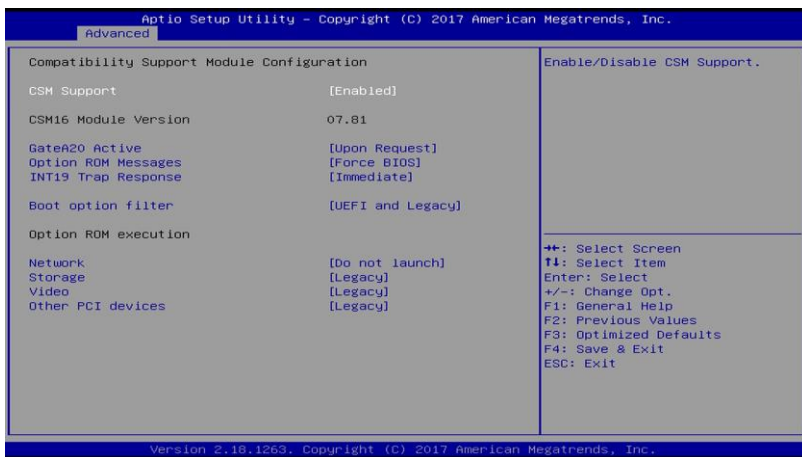 Aptio Setup Utility – Copyright (C) 2017 American Megatrends, Inc.
Advanced
Compatibility Support Module Configuration
CSM Support [Enabled]
CSM16 Module Version 07.81
GateA20 Active [Upon Request]
Option ROM Messages [Force BIOS]
INT19 Trap Response [Immediate]
Boot option filter [UEFI and Legacy]
Option ROM execution
Network [Do not launch]
Storage [Legacy]
Video [Legacy]
Other PCI devices [Legacy]
Enable/Disable CSM Support.
→←: Select Screen
↑↓: Select Item
Enter: Select
+/-: Change Opt.
F1: General Help
F2: Previous Values
F3: Optimized Defaults
F4: Save & Exit
ESC: Exit
Version 2.18.1263. Copyright (C) 2017 American Megatrends, Inc.